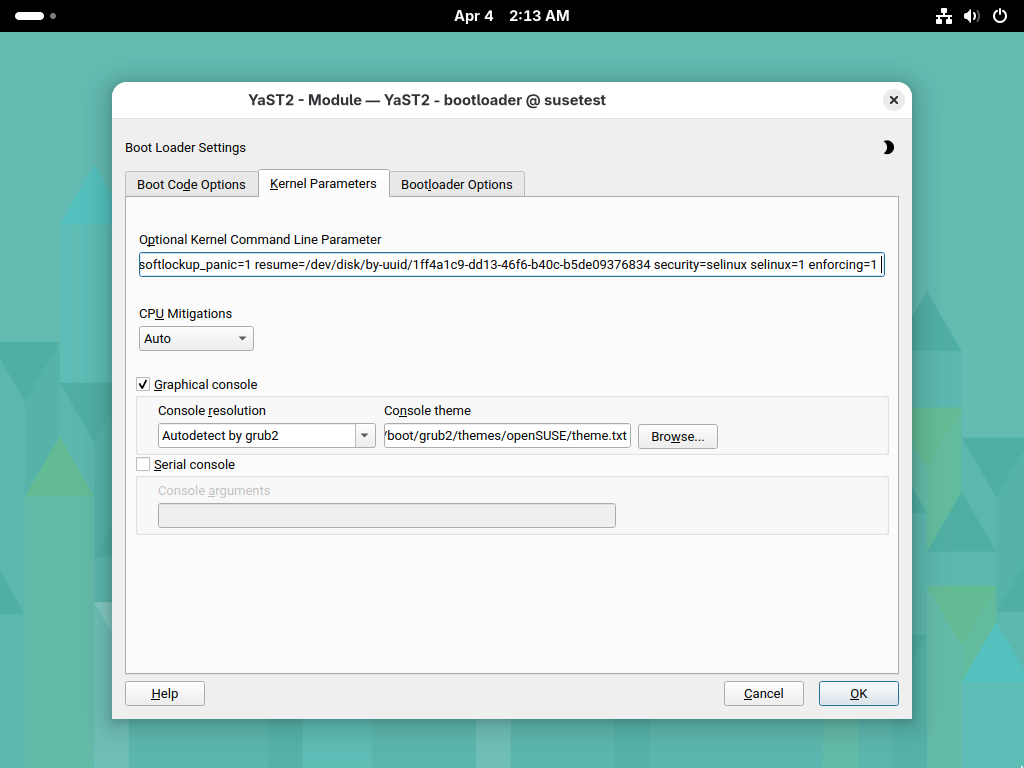 Apr 4 2:13 AM
YaST2 - Module — YaST2 - bootloader @ susetest
Boot Loader Settings
Boot Code Options Kernel Parameters Bootloader Options
Optional Kernel Command Line Parameter
softlockup_panic=1 resume=/dev/disk/by-uuid/1ff4a1c9-dd13-46f6-b40c-b5de09376834 security=selinux selinux=1 enforcing=1
CPU Mitigations
Auto
Graphical console
Console resolution Console theme
Autodetect by grub2 /boot/grub2/themes/openSUSE/theme.txt Browse...
Serial console
Console arguments
Help Cancel OK